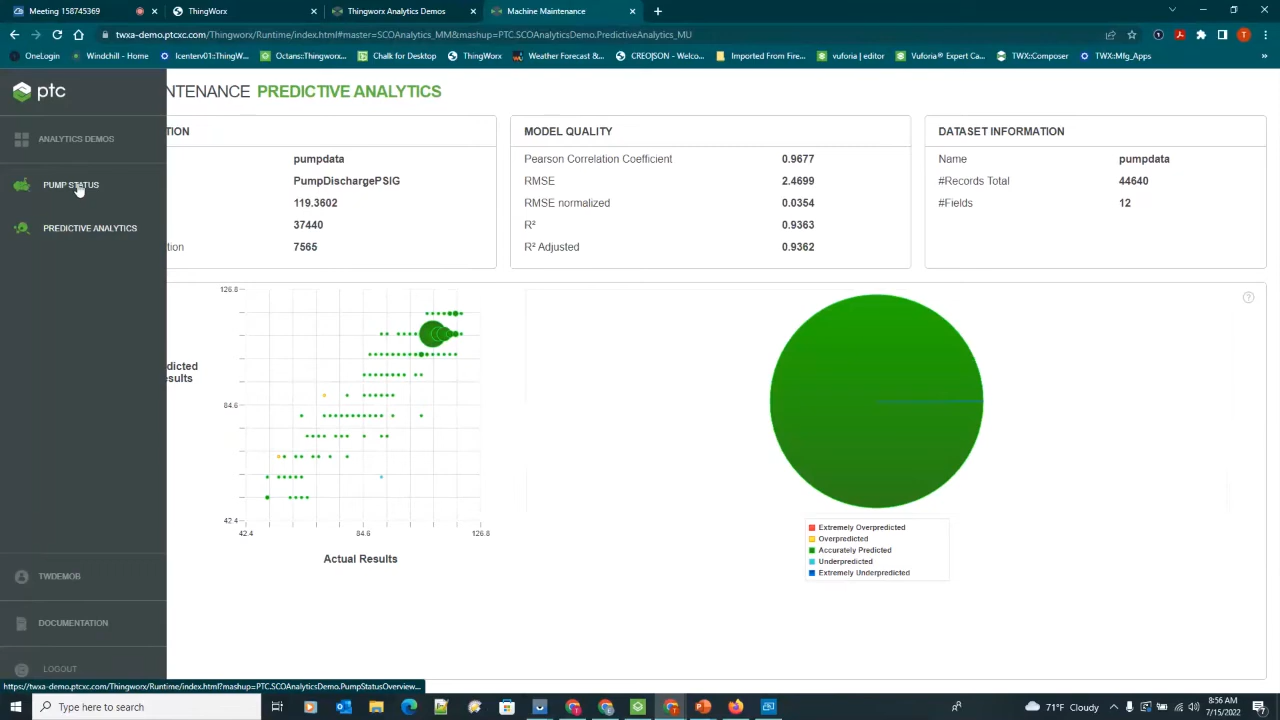 Meeting 158745369
Thingworx
Thingworx Analytics Demos
Machine Maintenance
twxa-demo.ptcxc.com/Thingworx/Runtime/index.html#master=SCOAnalytics_MM&mashup=PTC.SCOAnalyticsDemo.PredictiveAnalytics_MU
OneLogin
Windchill - Home
Icenterv01::ThingW...
Octans::Thingworx...
Chalk for Desktop
ThingWorx
Weather Forecast &...
CREO|SON - Welco...
Imported From Fire...
vuforia | editor
Vuforia® Expert Ca...
TWX::Composer
TWX::Mfg_Apps
ptc
NTENANCE PREDICTIVE ANALYTICS
ANALYTICS DEMOS
PUMP STATUS
PREDICTIVE ANALYTICS
TWDEMOB
DOCUMENTATION
LOGOUT
TION
pumpdata
PumpDischargePSIG
119.3602
37440
tion 7565
MODEL QUALITY
Pearson Correlation Coefficient 0.9677
RMSE 2.4699
RMSE normalized 0.0354
R² 0.9363
R² Adjusted 0.9362
DATASET INFORMATION
Name pumpdata
#Records Total 44640
#Fields 12
126.8
dicted
sults
84.6
42.4
42.4 84.6 126.8
Actual Results
Extremely Overpredicted
Overpredicted
Accurately Predicted
Underpredicted
Extremely Underpredicted
https://twxa-demo.ptcxc.com/Thingworx/Runtime/index.html?mashup=PTC.SCOAnalyticsDemo.PumpStatusOverview...
Type here to search
71°F Cloudy
8:56 AM
7/15/2022